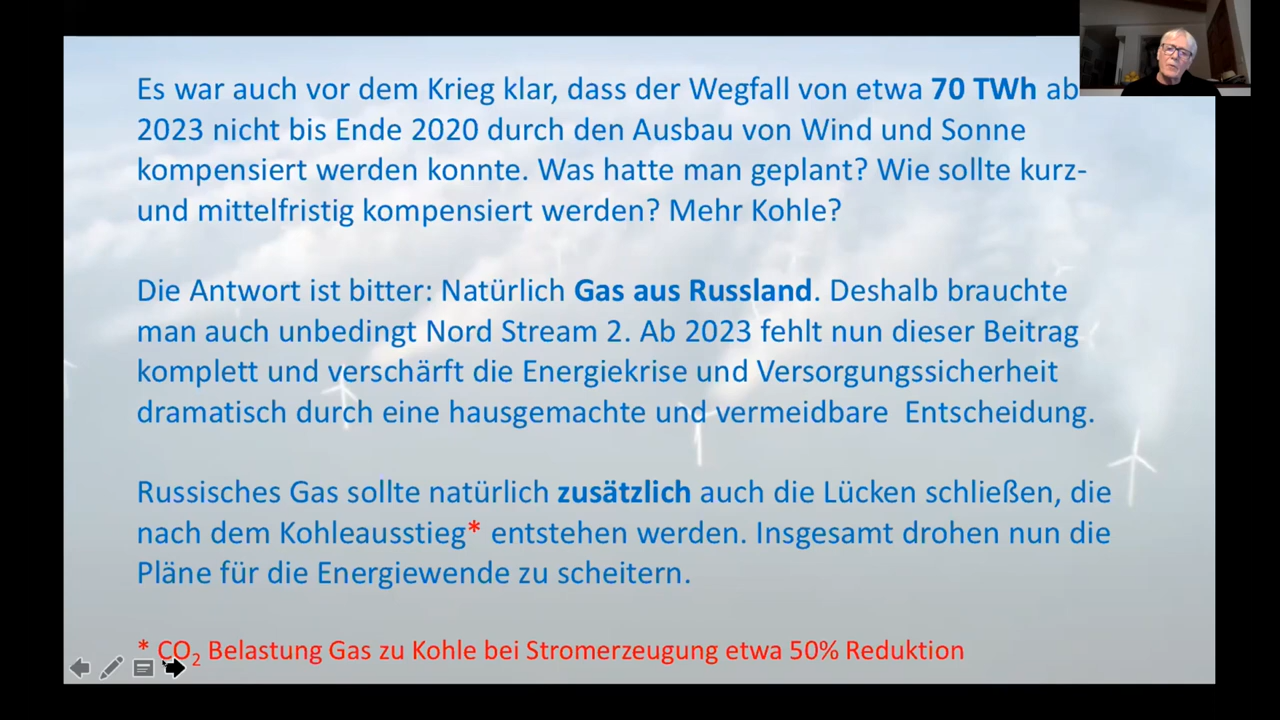 Es war auch vor dem Krieg klar, dass der Wegfall von etwa 70 TWh ab
2023 nicht bis Ende 2020 durch den Ausbau von Wind und Sonne
kompensiert werden konnte. Was hatte man geplant? Wie sollte kurz-
und mittelfristig kompensiert werden? Mehr Kohle?
Die Antwort ist bitter: Natürlich Gas aus Russland. Deshalb brauchte
man auch unbedingt Nord Stream 2. Ab 2023 fehlt nun dieser Beitrag
komplett und verschärft die Energiekrise und Versorgungssicherheit
dramatisch durch eine hausgemachte und vermeidbare  Entscheidung.
Russisches Gas sollte natürlich zusätzlich auch die Lücken schließen, die
nach dem Kohleausstieg* entstehen werden. Insgesamt drohen nun die
Pläne für die Energiewende zu scheitern.
* CO₂ Belastung Gas zu Kohle bei Stromerzeugung etwa 50% Reduktion